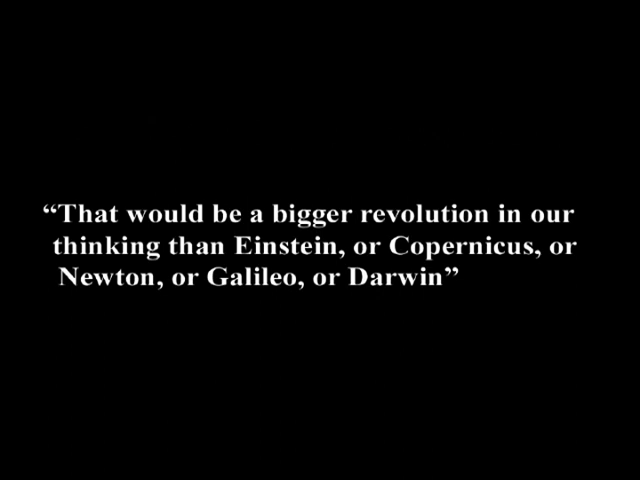 “That would be a bigger revolution in our
thinking than Einstein, or Copernicus, or
Newton, or Galileo, or Darwin”